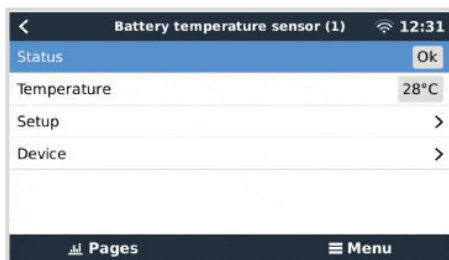 Battery temperature sensor (1) 12:31
Status Ok
Temperature 28°C
Setup
Device
Pages Menu